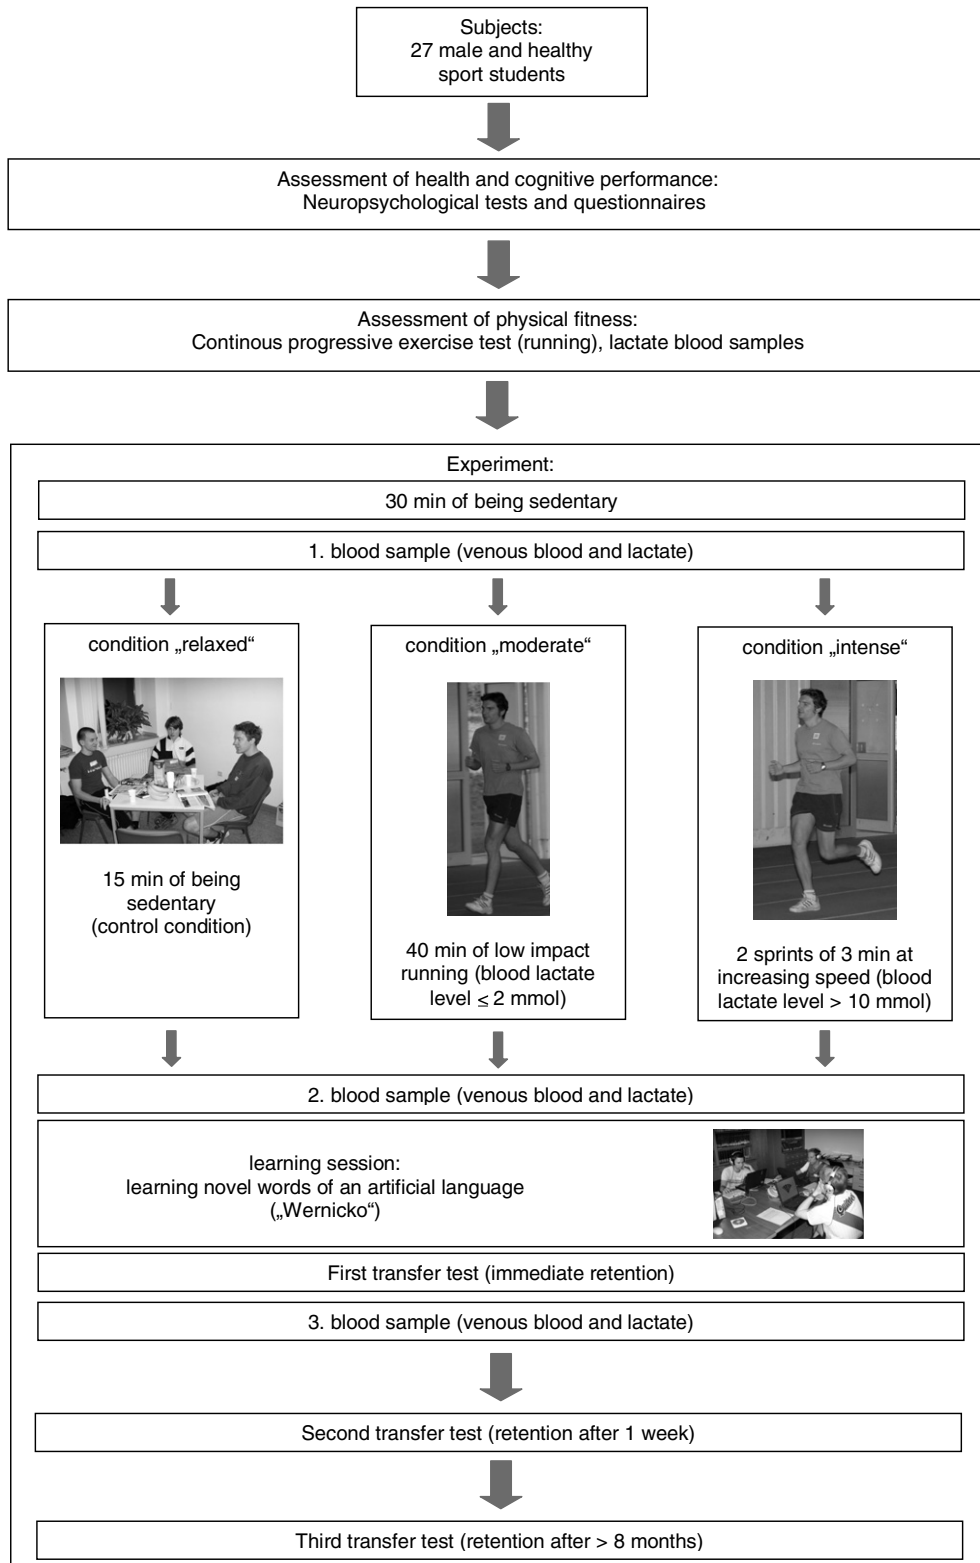 Subjects:
27 male and healthy
sport students
Assessment of health and cognitive performance:
Neuropsychological tests and questionnaires
Assessment of physical fitness:
Continous progressive exercise test (running), lactate blood samples
Experiment:
30 min of being sedentary
1. blood sample (venous blood and lactate)
condition „relaxed“
15 min of being
sedentary
(control condition)
condition „moderate“
40 min of low impact
running (blood lactate
level ≤ 2 mmol)
condition „intense“
2 sprints of 3 min at
increasing speed (blood
lactate level > 10 mmol)
2. blood sample (venous blood and lactate)
learning session:
learning novel words of an artificial language
(„Wernicko“)
First transfer test (immediate retention)
3. blood sample (venous blood and lactate)
Second transfer test (retention after 1 week)
Third transfer test (retention after > 8 months)